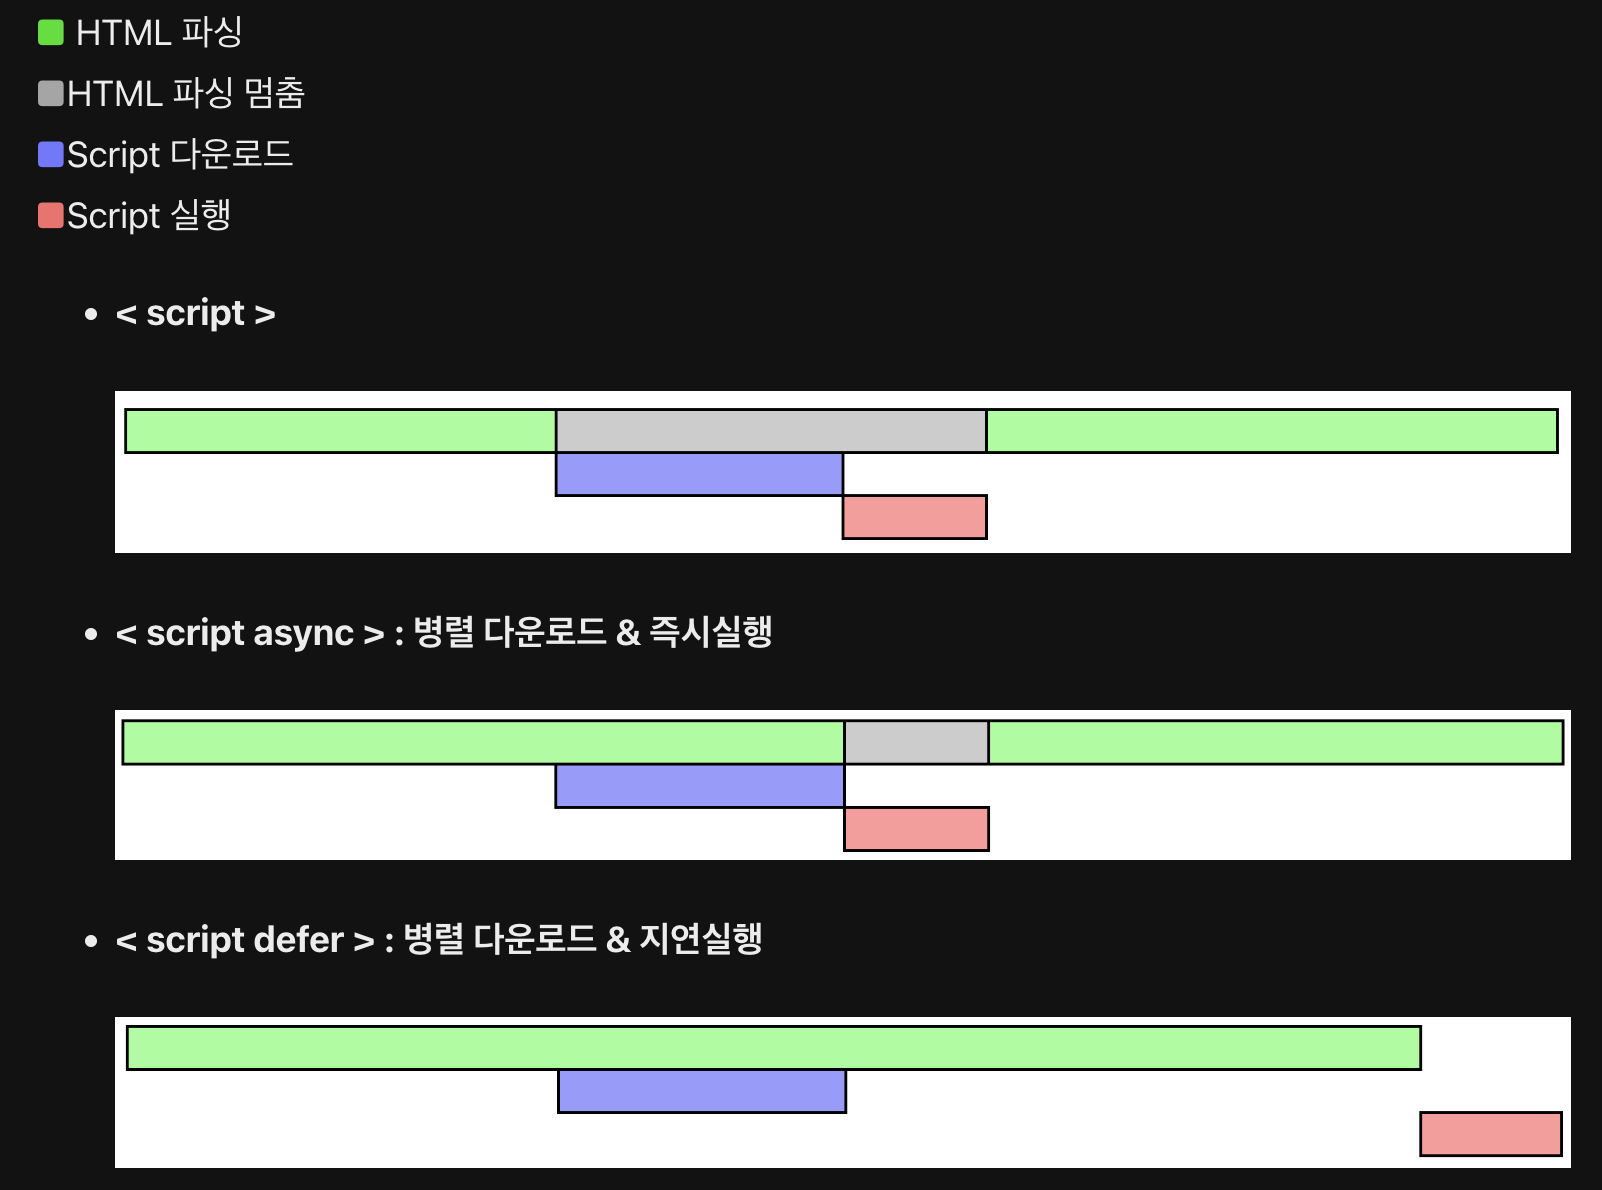 HTML 파싱
HTML 파싱 멈춤
Script 다운로드
Script 실행
< script >
< script async > : 병렬 다운로드 & 즉시실행
< script defer > : 병렬 다운로드 & 지연실행